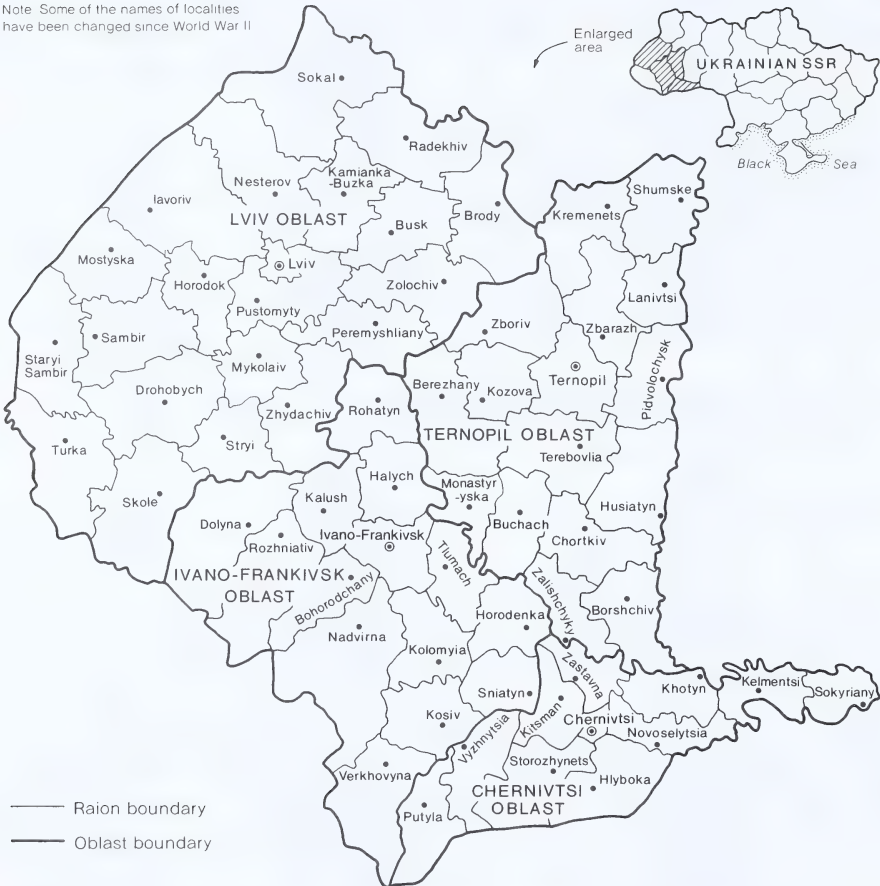 Note Some of the names of localities
have been changed since World War II
Enlarged
area
UKRAINIAN SSR
Black Sea
Sokal
Radekhiv
Nesterov
Kamianka
-Buzka
Iavoriv
LVIV OBLAST
Busk
Brody
Shumske
Kremenets
Mostyska
Lviv
Horodok
Zolochiv
Lanivtsi
Pustomyty
Peremyshliany
Zboriv
Zbarazh
Sambir
Staryi
Sambir
Mykolaiv
Ternopil
Pidvolochysk
Drohobych
Berezhany
Kozova
Zhydachiv
Rohatyn
TERNOPIL OBLAST
Turka
Stryi
Terebovlia
Skole
Halych
Kalush
Monastyr
-yska
Husiatyn
Buchach
Dolyna
Chortkiv
Rozhniativ
Ivano-Frankivsk
Tlumach
IVANO-FRANKIVSK
OBLAST
Bohorodchany
Zalishchyky
Borshchiv
Nadvirna
Horodenka
Kolomyia
Zastavna
Khotyn
Kelmentsi
Sokyriany
Sniatyn
Kitsman
Kosiv
Vyzhnytsia
Chernivtsi
Novoselytsia
Verkhovyna
Storozhynets
Hlyboka
CHERNIVTSI
OBLAST
Putyla
Raion boundary
Oblast boundary